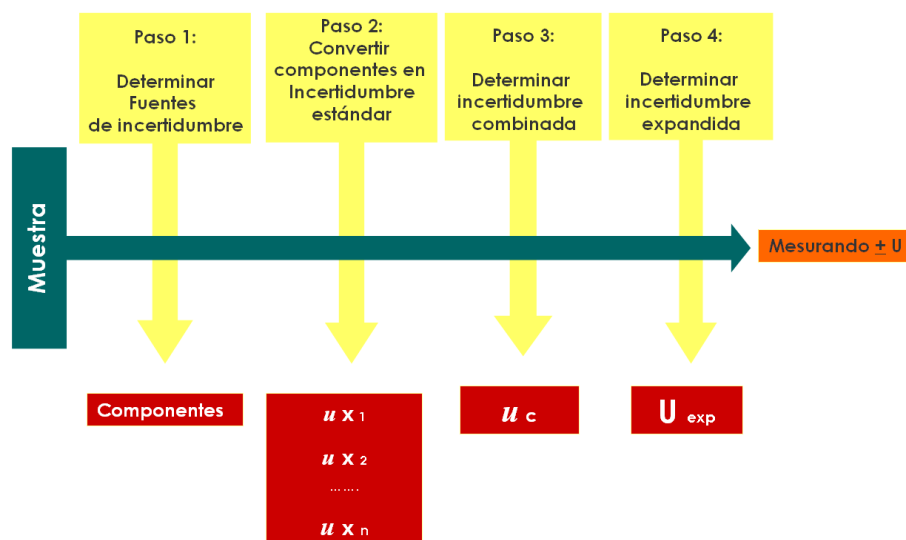 Paso 1:
Determinar
Fuentes
de incertidumbre
Paso 2:
Convertir
componentes en
Incertidumbre
estándar
Paso 3:
Determinar
incertidumbre
combinada
Paso 4:
Determinar
incertidumbre
expandida
Muestra
Mesurando ± U
Componentes
u x 1
u x 2
.......
u x n
u c
U exp